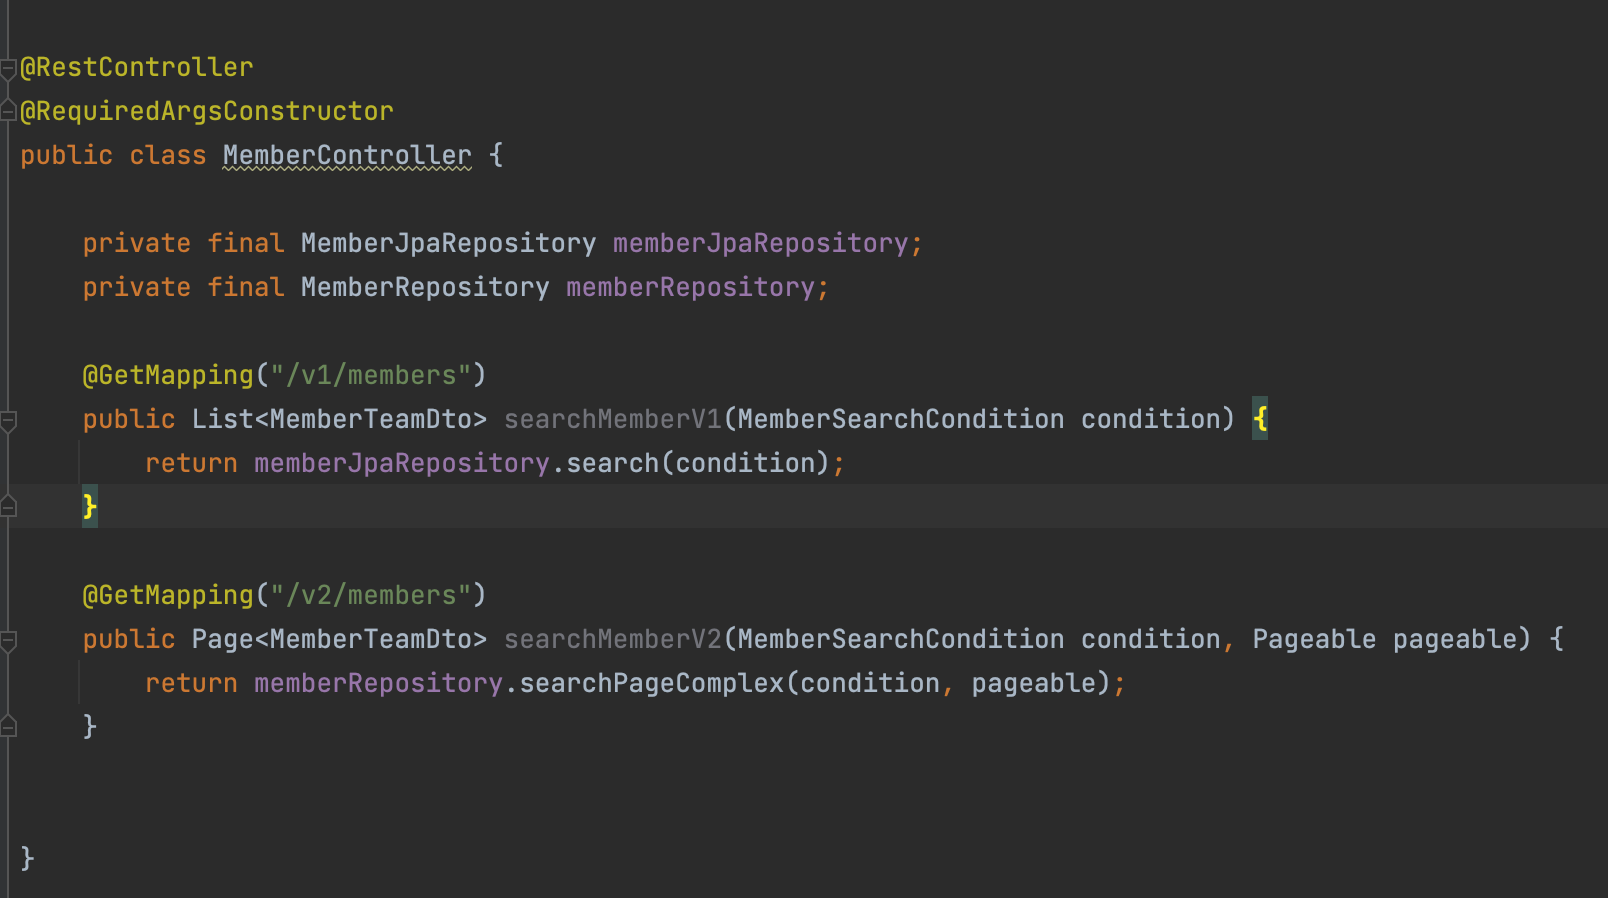 @RestController
@RequiredArgsConstructor
public class MemberController {
private final MemberJpaRepository memberJpaRepository;
private final MemberRepository memberRepository;
@GetMapping("/v1/members")
public List<MemberTeamDto> searchMemberV1(MemberSearchCondition condition) {
return memberJpaRepository.search(condition);
}
@GetMapping("/v2/members")
public Page<MemberTeamDto> searchMemberV2(MemberSearchCondition condition, Pageable pageable) {
return memberRepository.searchPageComplex(condition, pageable);
}
}